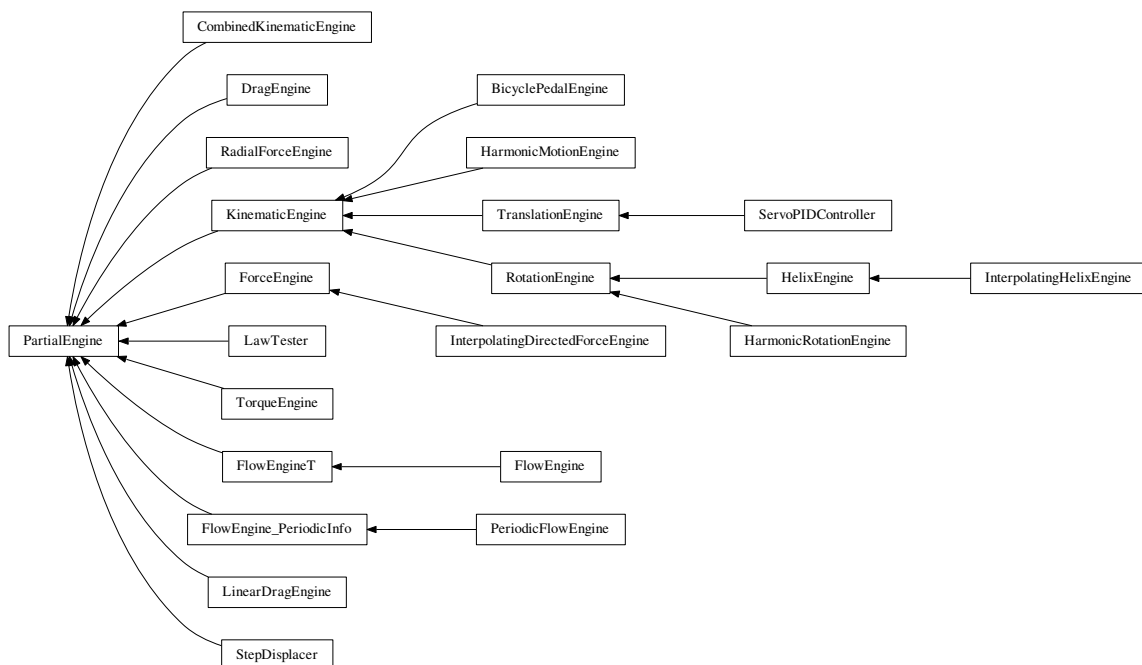 CombinedKinematicEngine
DragEngine
BicyclePedalEngine
RadialForceEngine
HarmonicMotionEngine
KinematicEngine
TranslationEngine
ServoPIDController
ForceEngine
RotationEngine
HelixEngine
InterpolatingHelixEngine
PartialEngine
LawTester
InterpolatingDirectedForceEngine
HarmonicRotationEngine
TorqueEngine
FlowEngineT
FlowEngine
FlowEngine_PeriodicInfo
PeriodicFlowEngine
LinearDragEngine
StepDisplacer